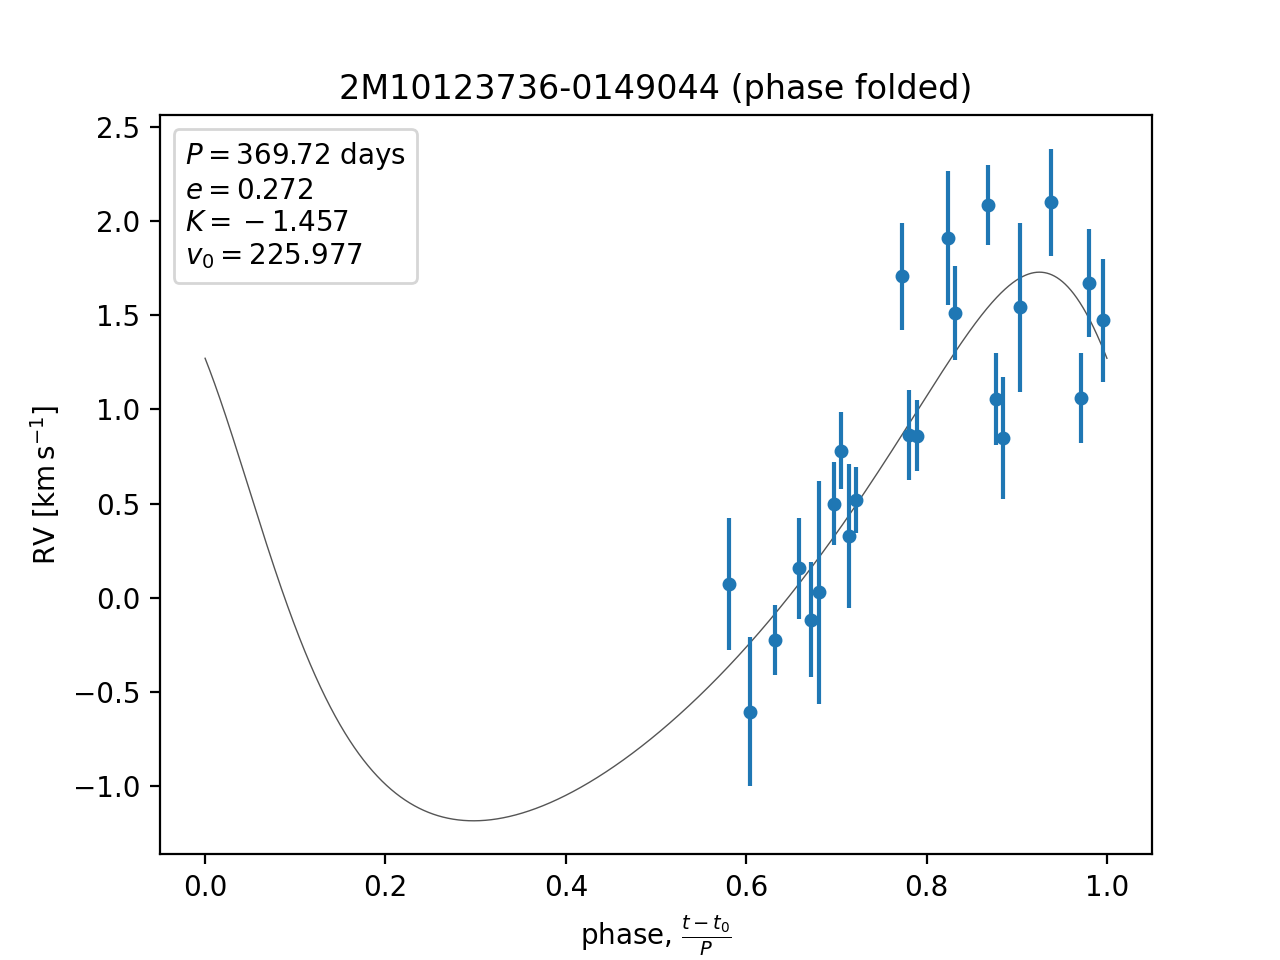 2M10123736-0149044 (phase folded)
P = 369.72 days
e = 0.272
K = − 1.457
v₀ = 225.977
RV [km s⁻¹]
2.5
2.0
1.5
1.0
0.5
0.0
−0.5
−1.0
0.0 0.2 0.4 0.6 0.8 1.0
phase, (t − t₀)/P